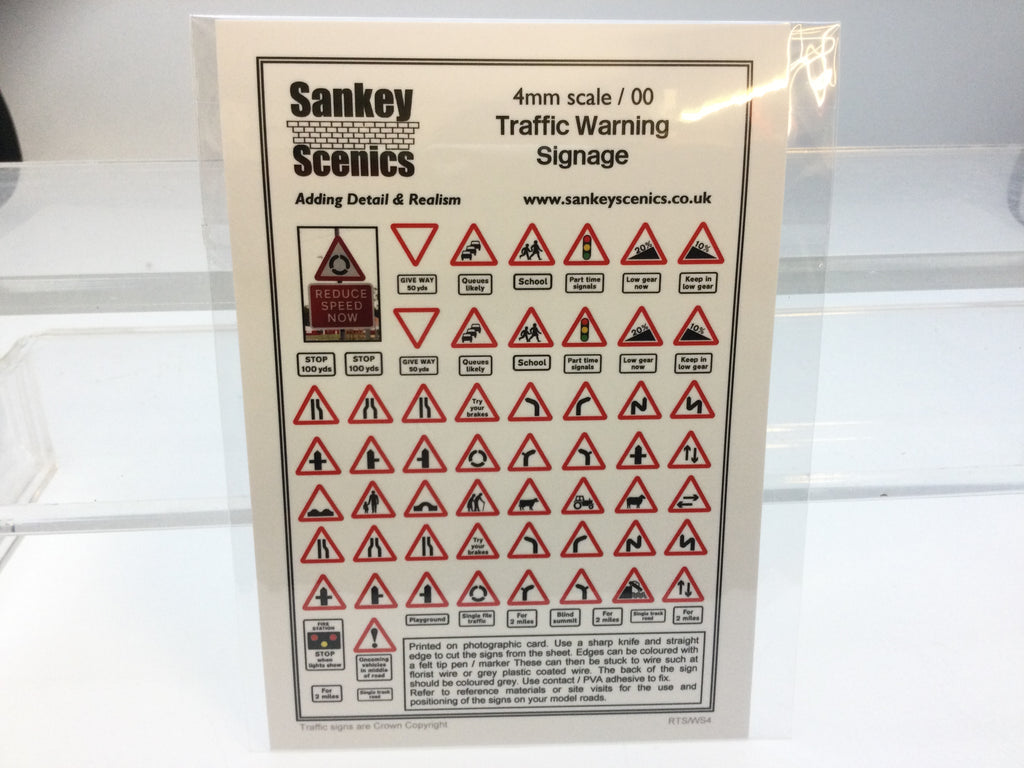 Sankey
Scenics
4mm scale / 00
Traffic Warning
Signage
Adding Detail & Realism
www.sankeyscenics.co.uk
REDUCE
SPEED
NOW
20% 10%
GIVE WAY
50 yds
Queues
likely
School
Part time
signals
Low gear
now
Keep in
low gear
20% 10%
STOP
100 yds
STOP
100 yds
GIVE WAY
50 yds
Queues
likely
School
Part time
signals
Low gear
now
Keep in
low gear
Try
your
brakes
Try
your
brakes
Playground
Single file
traffic
For
2 miles
Blind
summit
For
2 miles
Single track
road
For
2 miles
FIRE
STATION
STOP
when
lights show
Oncoming
vehicles
in middle
of road
For
2 miles
Single track
road
Printed on photographic card. Use a sharp knife and straight
edge to cut the signs from the sheet. Edges can be coloured with
a felt tip pen / marker These can then be stuck to wire such at
florist wire or grey plastic coated wire. The back of the sign
should be coloured grey. Use contact / PVA adhesive to fix.
Refer to reference materials or site visits for the use and
positioning of the signs on your model roads.
Traffic signs are Crown Copyright
RTS/WS4